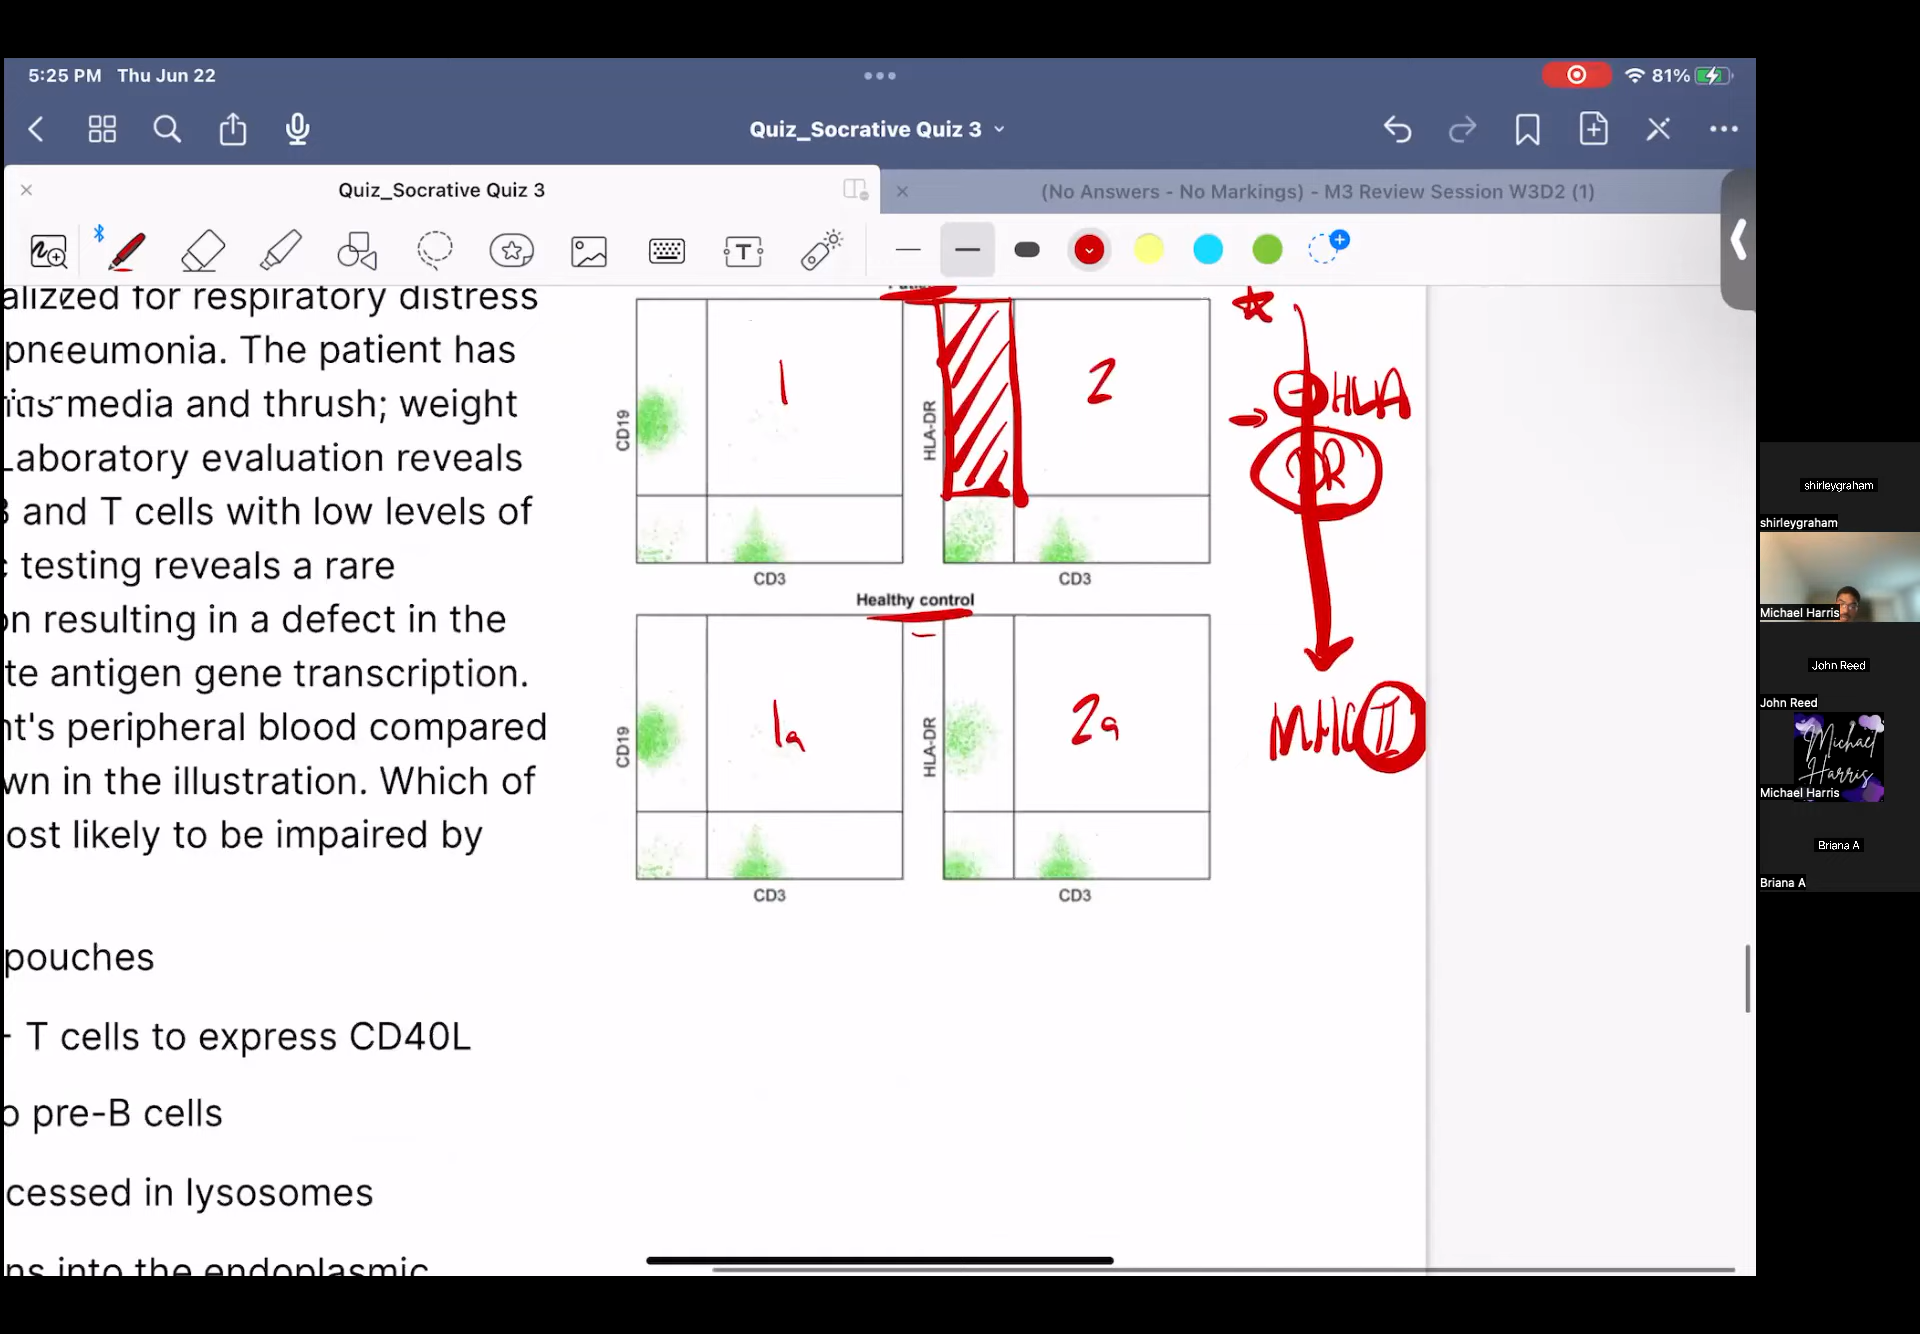 5:25 PM Thu Jun 22
81%
Quiz_Socrative Quiz 3
Quiz_Socrative Quiz 3
(No Answers - No Markings) - M3 Review Session W3D2 (1)
for respiratory distress
The patient has
media and thrush; weight
Laboratory evaluation reveals
and T cells with low levels of
testing reveals a rare
on resulting in a defect in the
te antigen gene transcription.
nt's peripheral blood compared
wn in the illustration. Which of
ost likely to be impaired by
pouches
T cells to express CD40L
o pre-B cells
cessed in lysosomes
ns into the endoplasmic
CD19
1
HLA-DR
2
CD3
CD3
Healthy control
CD19
1a
HLA-DR
2a
CD3
CD3
HLA
DR
MHC II
shirleygraham
shirleygraham
Michael Harris
John Reed
John Reed
Michael
Harris
Michael Harris
Briana A
Briana A